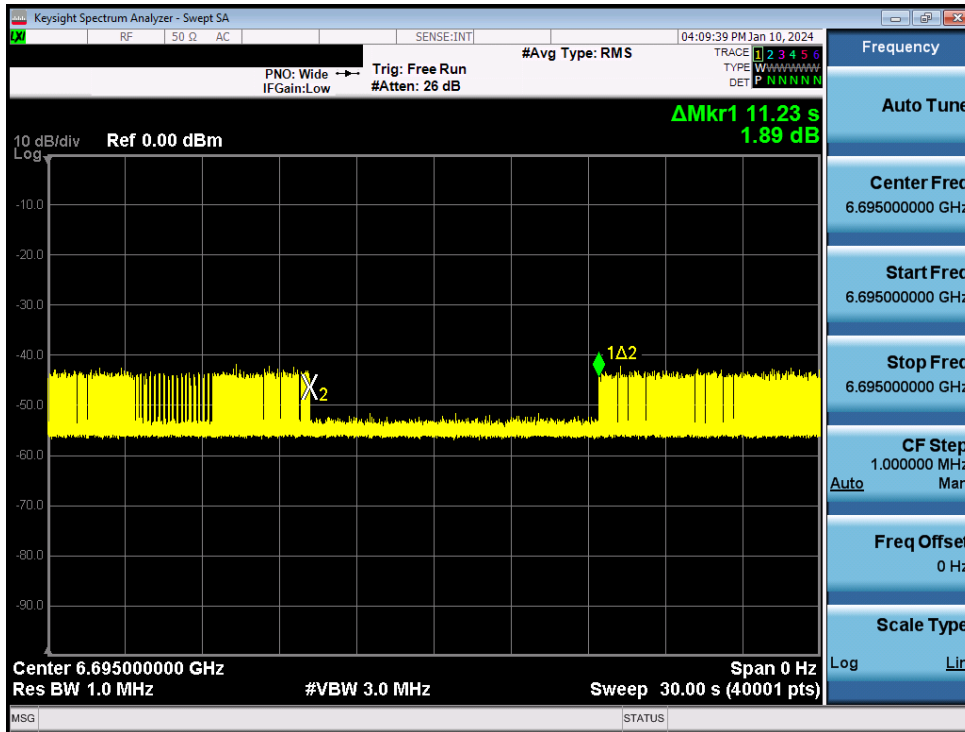 Keysight Spectrum Analyzer - Swept SA
LXI RF 50 Ω AC SENSE:INT 04:09:39 PM Jan 10, 2024
#Avg Type: RMS
TRACE 1 2 3 4 5 6
PNO: Wide Trig: Free Run
TYPE W W W W W W
IFGain:Low #Atten: 26 dB
DET P N N N N N
ΔMkr1 11.23 s
1.89 dB
10 dB/div Ref 0.00 dBm
Log
-10.0
-20.0
-30.0
-40.0
1Δ2
X2
-50.0
-60.0
-70.0
-80.0
-90.0
Center 6.695000000 GHz Span 0 Hz
Res BW 1.0 MHz #VBW 3.0 MHz Sweep 30.00 s (40001 pts)
MSG STATUS
Frequency
Auto Tune
Center Freq
6.695000000 GHz
Start Freq
6.695000000 GHz
Stop Freq
6.695000000 GHz
CF Step
1.000000 MHz
Auto Man
Freq Offset
0 Hz
Scale Type
Log Lin